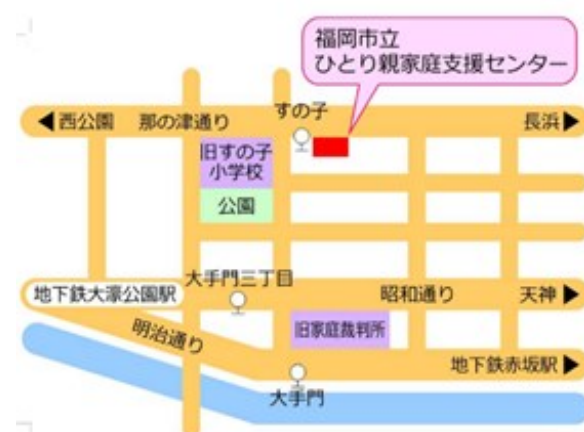 福岡市立
ひとり親家庭支援センター
すの子
◀西公園 那の津通り 長浜▶
旧すの子
小学校
公園
大手門三丁目
地下鉄大濠公園駅 昭和通り 天神▶
明治通り
旧家庭裁判所
地下鉄赤坂駅▶
大手門